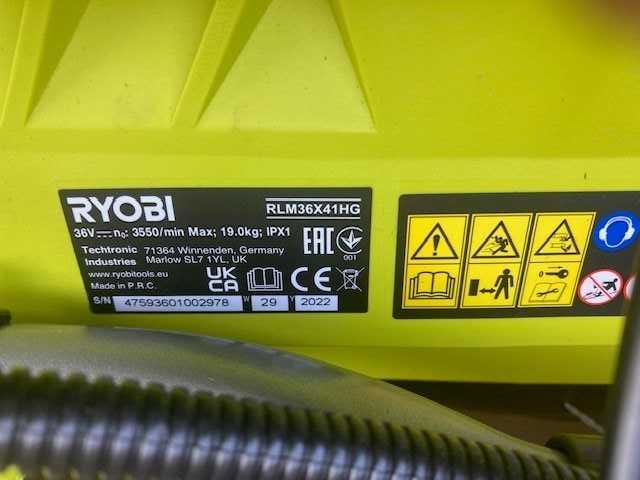 RYOBI
RLM36X41HG
36V⎓ n₀: 3550/min Max; 19.0kg; IPX1
Techtronic Industries
71364 Winnenden, Germany
Marlow SL7 1YL, UK
www.ryobitools.eu
Made in P.R.C.
EAC
001
UK
CA
CE
S/N 47593601002978 W 29 Y 2022